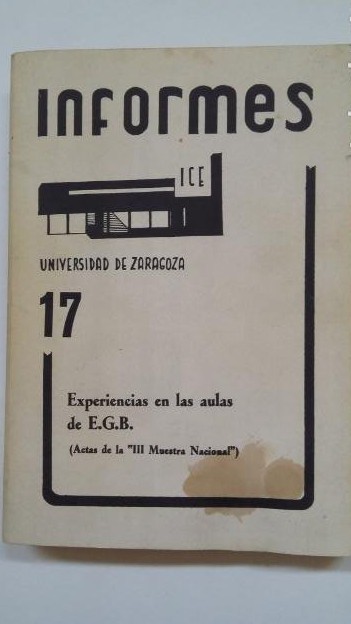 Informes
ICE
UNIVERSIDAD DE ZARAGOZA
17
Experiencias en las aulas
de E.G.B.
(Actas de la "III Muestra Nacional")